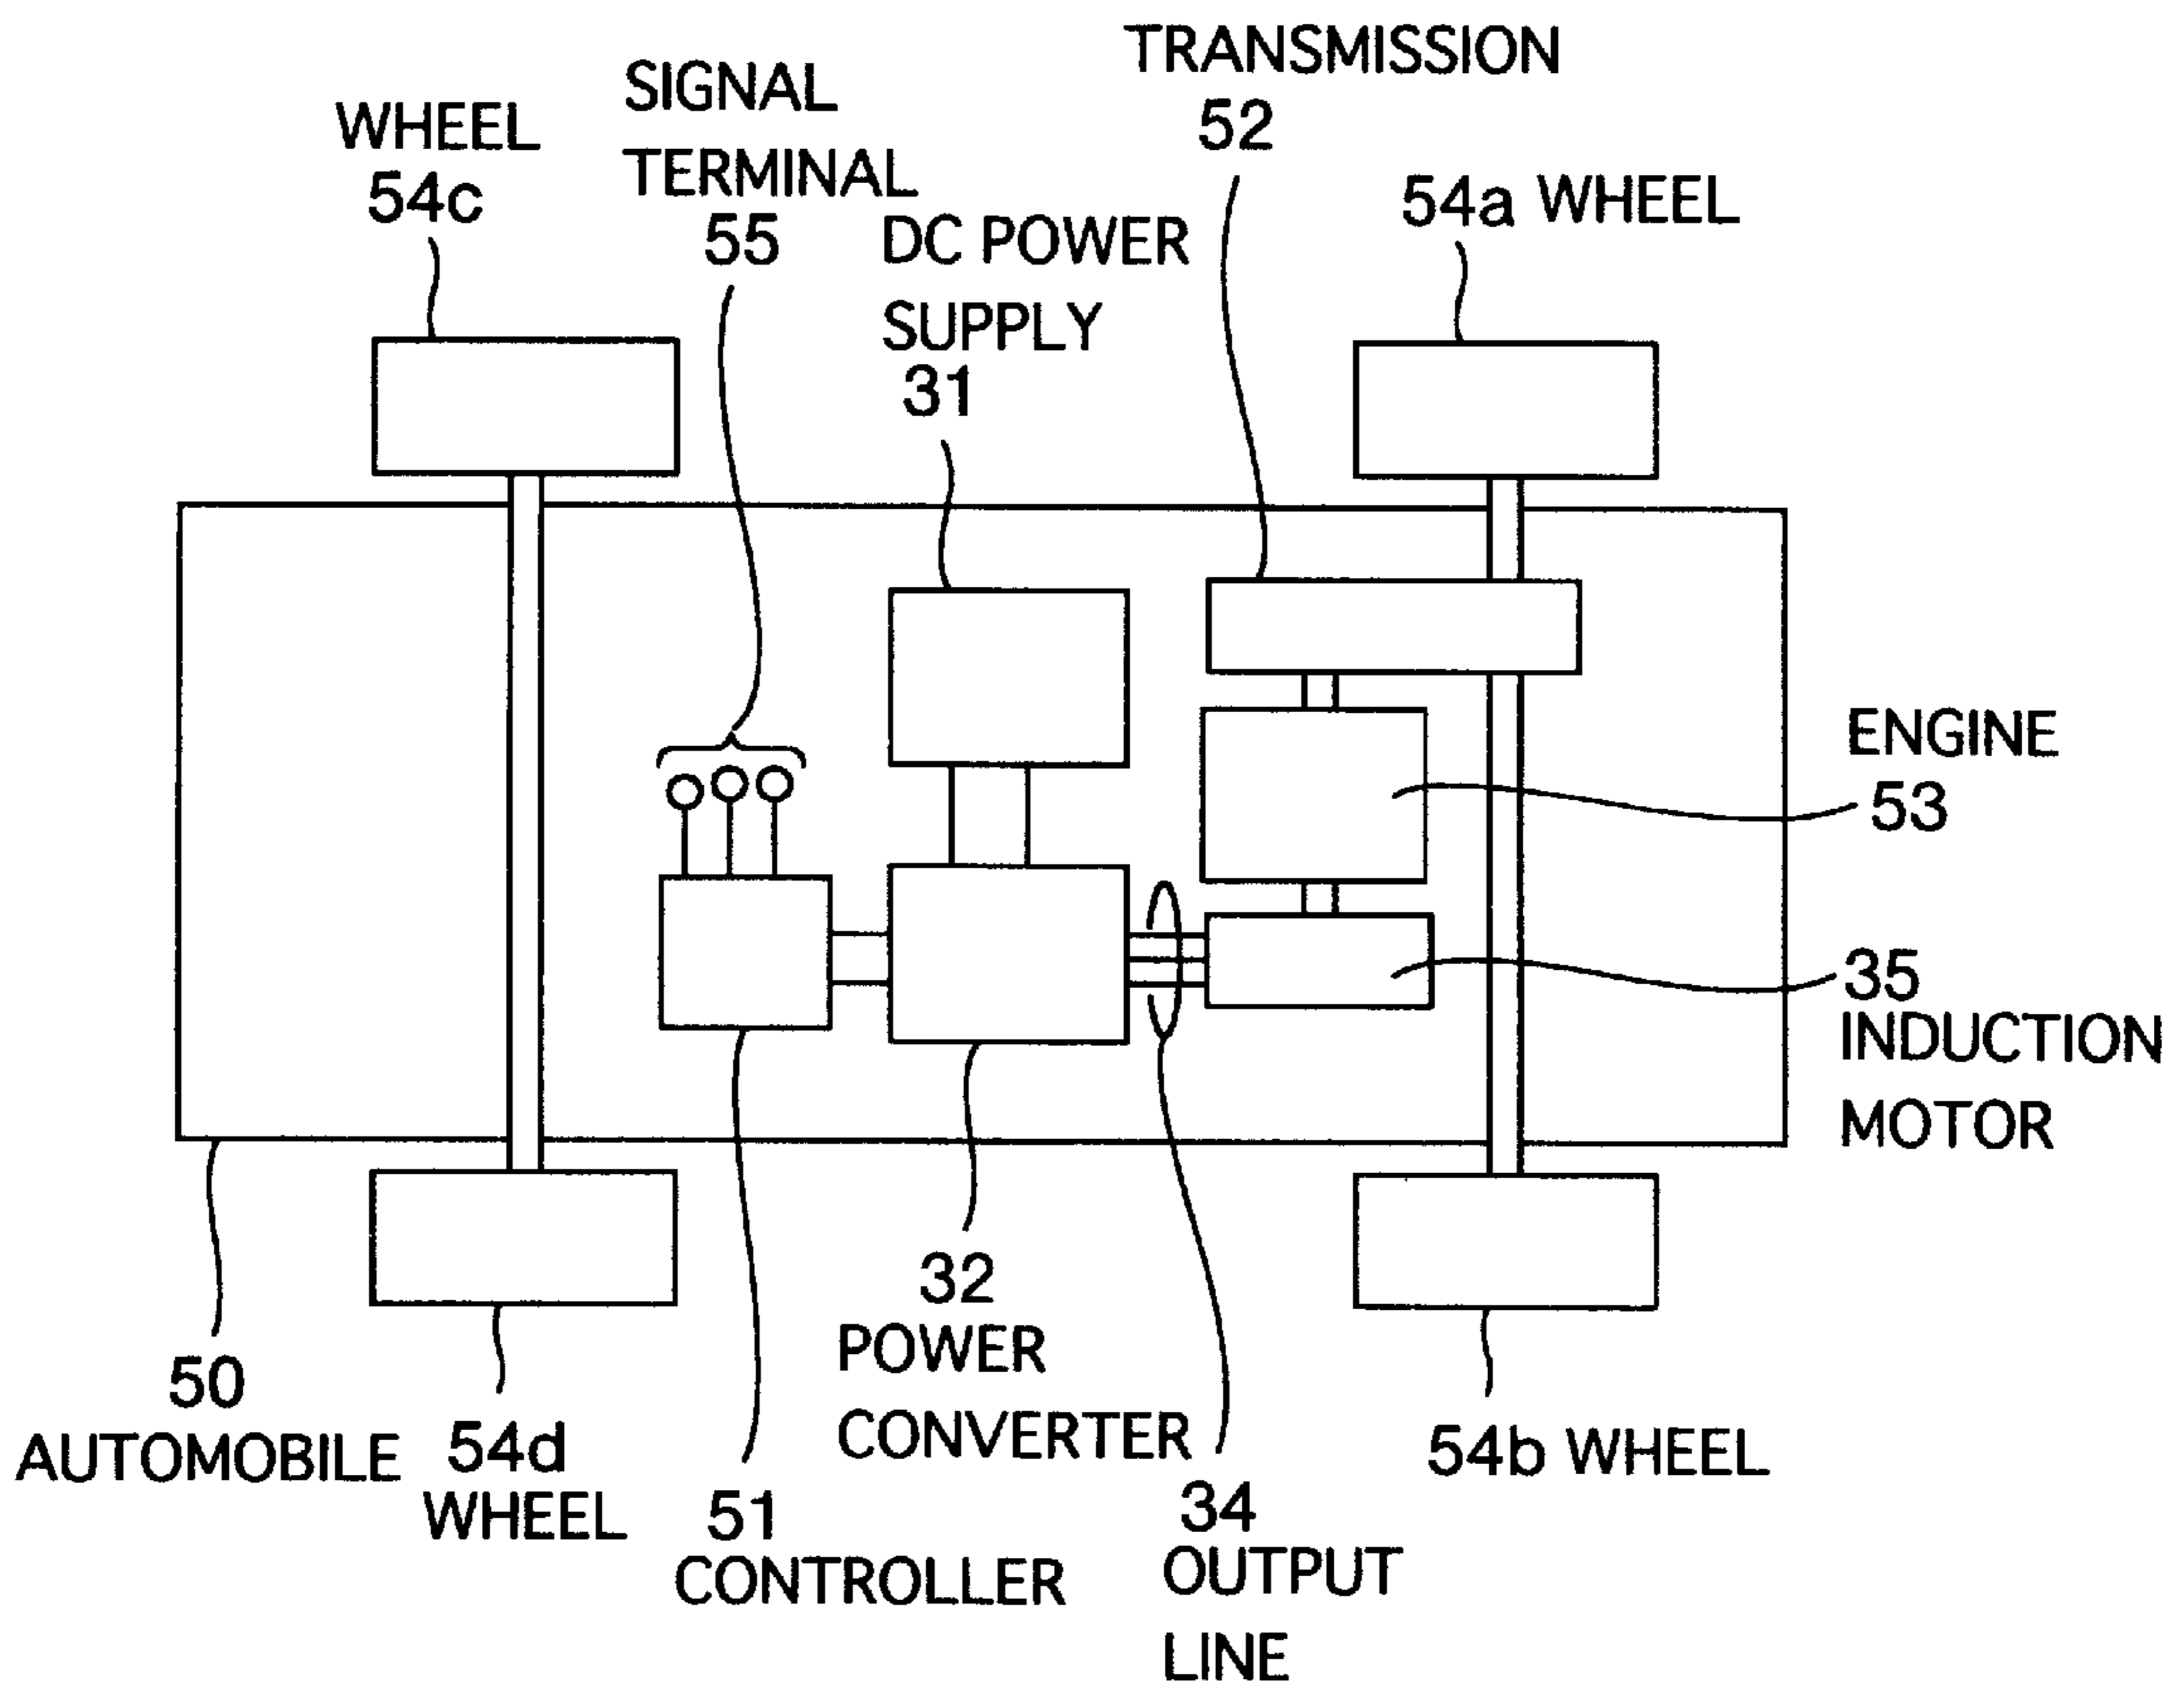 TRANSMISSION
52
SIGNAL
TERMINAL
55
WHEEL
54c
54a WHEEL
DC POWER
SUPPLY
31
ENGINE
53
35
INDUCTION
MOTOR
50
AUTOMOBILE
54d
WHEEL
51
CONTROLLER
32
POWER
CONVERTER
34
OUTPUT
LINE
54b WHEEL